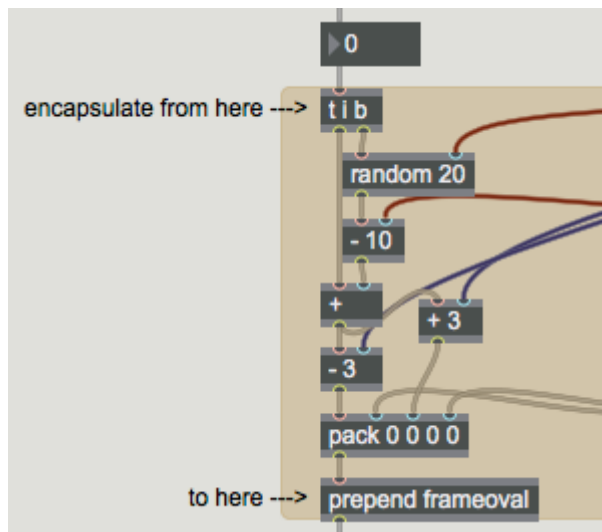 0
encapsulate from here --->
t i b
random 20
- 10
+
+ 3
- 3
pack 0 0 0 0
to here --->
prepend frameoval